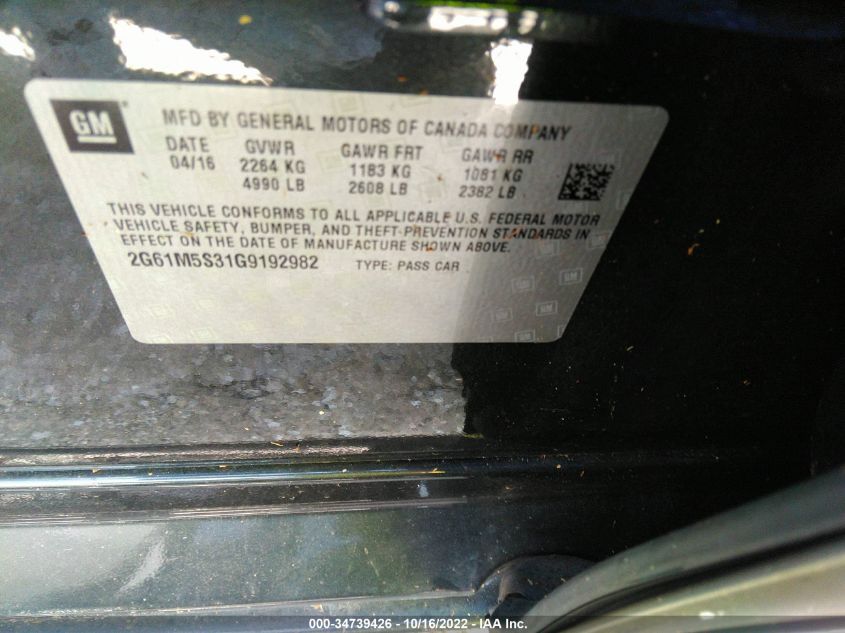 GM
MFD BY GENERAL MOTORS OF CANADA COMPANY
DATE GVWR GAWR FRT GAWR RR
04/16 2264 KG 1183 KG 1081 KG
4990 LB 2608 LB 2382 LB
THIS VEHICLE CONFORMS TO ALL APPLICABLE U.S. FEDERAL MOTOR
VEHICLE SAFETY, BUMPER, AND THEFT-PREVENTION STANDARDS IN
EFFECT ON THE DATE OF MANUFACTURE SHOWN ABOVE.
2G61M5S31G9192982 TYPE: PASS CAR
000-34739426 - 10/16/2022 - IAA Inc.